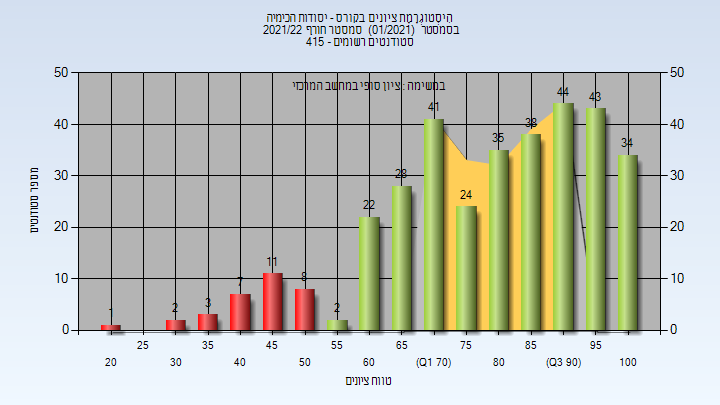 הִיסְטוגְרָמַת ציונים בקורס - יסודות הכימיה
בסמסטר (01/2021) סמסטר חורף 2021/22
סטודנטים רשומים - 415
במשימה : ציון סופי במחשב המרכזי
50 50
40 40
30 30
20 20
10 10
0 0
מספר סטודנטים
1 2 3 7 11 8 2 22 28 41 24 35 38 44 43 34
25 35 45 55 65 75 85 95
20 30 40 50 60 (Q1 70) 80 (Q3 90) 100
טווח ציונים